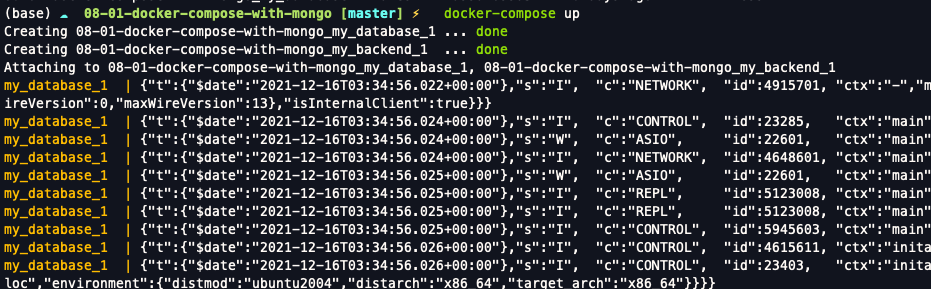 (base) ☁ 08-01-docker-compose-with-mongo [master] ⚡ docker-compose up
Creating 08-01-docker-compose-with-mongo_my_database_1 ... done
Creating 08-01-docker-compose-with-mongo_my_backend_1  ... done
Attaching to 08-01-docker-compose-with-mongo_my_database_1, 08-01-docker-compose-with-mongo_my_backend_1
my_database_1  | {"t":{"$date":"2021-12-16T03:34:56.022+00:00"},"s":"I",  "c":"NETWORK",  "id":4915701, "ctx":"-","m
ireVersion":0,"maxWireVersion":13},"isInternalClient":true}}}
my_database_1  | {"t":{"$date":"2021-12-16T03:34:56.024+00:00"},"s":"I",  "c":"CONTROL",  "id":23285,   "ctx":"main"
my_database_1  | {"t":{"$date":"2021-12-16T03:34:56.024+00:00"},"s":"W",  "c":"ASIO",     "id":22601,   "ctx":"main"
my_database_1  | {"t":{"$date":"2021-12-16T03:34:56.024+00:00"},"s":"I",  "c":"NETWORK",  "id":4648601, "ctx":"main"
my_database_1  | {"t":{"$date":"2021-12-16T03:34:56.025+00:00"},"s":"W",  "c":"ASIO",     "id":22601,   "ctx":"main"
my_database_1  | {"t":{"$date":"2021-12-16T03:34:56.025+00:00"},"s":"I",  "c":"REPL",     "id":5123008, "ctx":"main"
my_database_1  | {"t":{"$date":"2021-12-16T03:34:56.025+00:00"},"s":"I",  "c":"REPL",     "id":5123008, "ctx":"main"
my_database_1  | {"t":{"$date":"2021-12-16T03:34:56.025+00:00"},"s":"I",  "c":"CONTROL",  "id":5945603, "ctx":"main"
my_database_1  | {"t":{"$date":"2021-12-16T03:34:56.026+00:00"},"s":"I",  "c":"CONTROL",  "id":4615611, "ctx":"inita
my_database_1  | {"t":{"$date":"2021-12-16T03:34:56.026+00:00"},"s":"I",  "c":"CONTROL",  "id":23403,   "ctx":"inita
loc","environment":{"distmod":"ubuntu2004","distarch":"x86_64","target_arch":"x86_64"}}}}